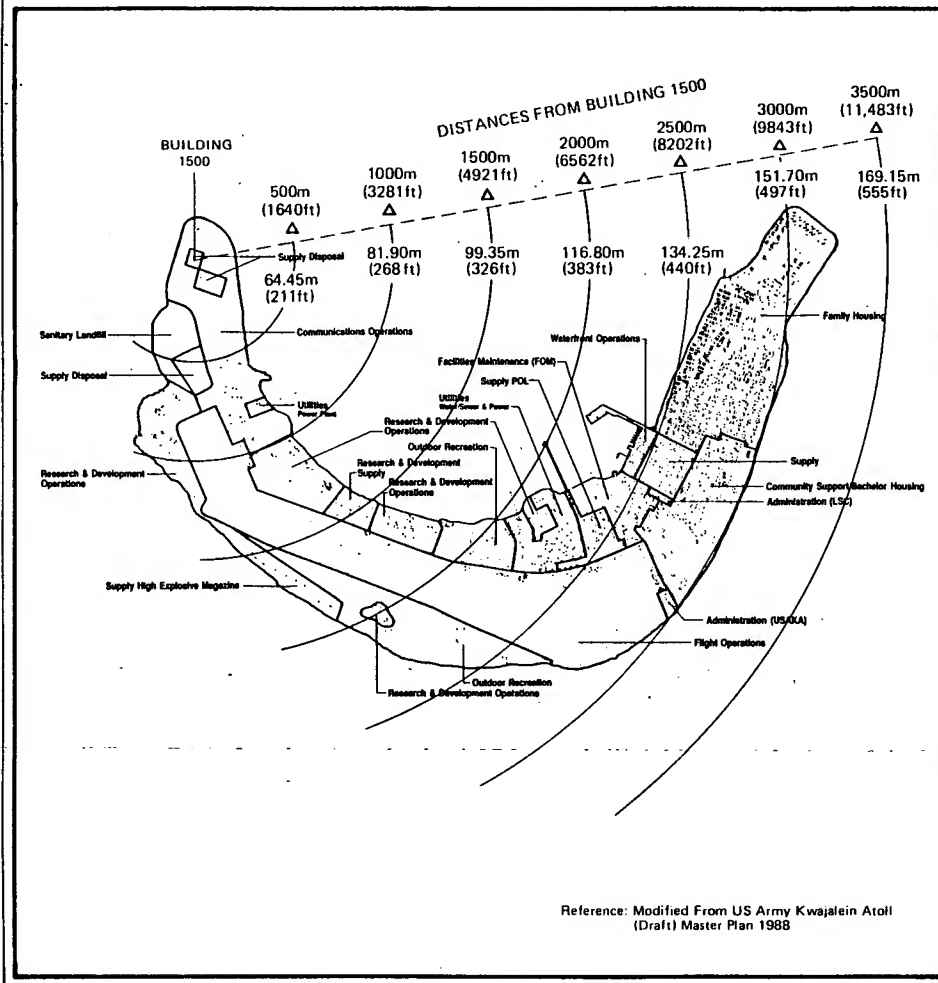 DISTANCES FROM BUILDING 1500
BUILDING
1500
500m
(1640ft)
1000m
(3281ft)
1500m
(4921ft)
2000m
(6562ft)
2500m
(8202ft)
3000m
(9843ft)
3500m
(11,483ft)
64.45m
(211ft)
81.90m
(268 ft)
99.35m
(326ft)
116.80m
(383ft)
134.25m
(440ft)
151.70m
(497ft)
169.15m
(555ft)
Supply Disposal
Sanitary Landfill
Communications Operations
Supply Disposal
Utilities
Power Plant
Research & Development
Operations
Family Housing
Waterfront Operations
Facilities Maintenance (FOM)
Supply POL
Utilities
Water/Sewer & Power
Research & Development
Operations
Outdoor Recreation
Research & Development
Supply
Research & Development
Operations
Supply
Community Support Bachelor Housing
Administration (LSC)
Supply High Explosive Magazine
Administration (USAKA)
Flight Operations
Outdoor Recreation
Research & Development Operations
Reference: Modified From US Army Kwajalein Atoll
(Draft) Master Plan 1988